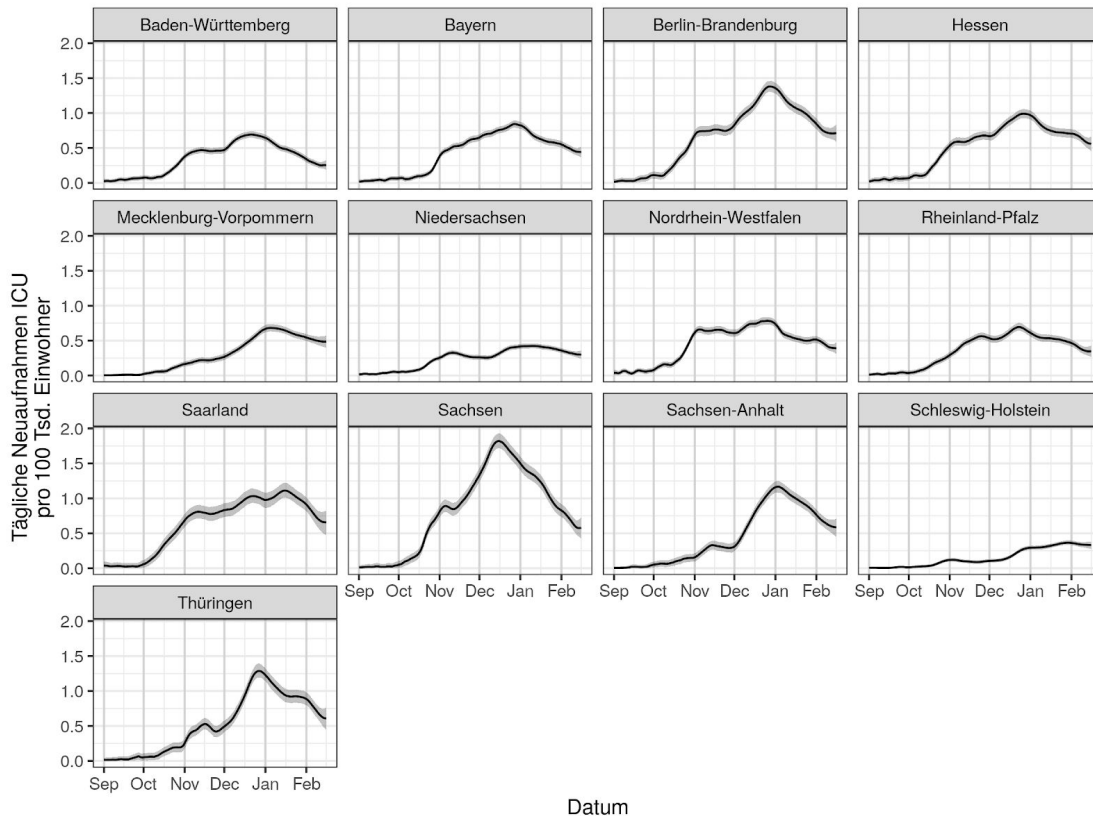 Baden-Württemberg Bayern Berlin-Brandenburg Hessen
2.0
1.5
1.0
0.5
0.0
Mecklenburg-Vorpommern Niedersachsen Nordrhein-Westfalen Rheinland-Pfalz
2.0
1.5
1.0
0.5
0.0
Tägliche Neuaufnahmen ICU
pro 100 Tsd. Einwohner
Saarland Sachsen Sachsen-Anhalt Schleswig-Holstein
2.0
1.5
1.0
0.5
0.0
Sep Oct Nov Dec Jan Feb Sep Oct Nov Dec Jan Feb Sep Oct Nov Dec Jan Feb
Thüringen
2.0
1.5
1.0
0.5
0.0
Sep Oct Nov Dec Jan Feb
Datum